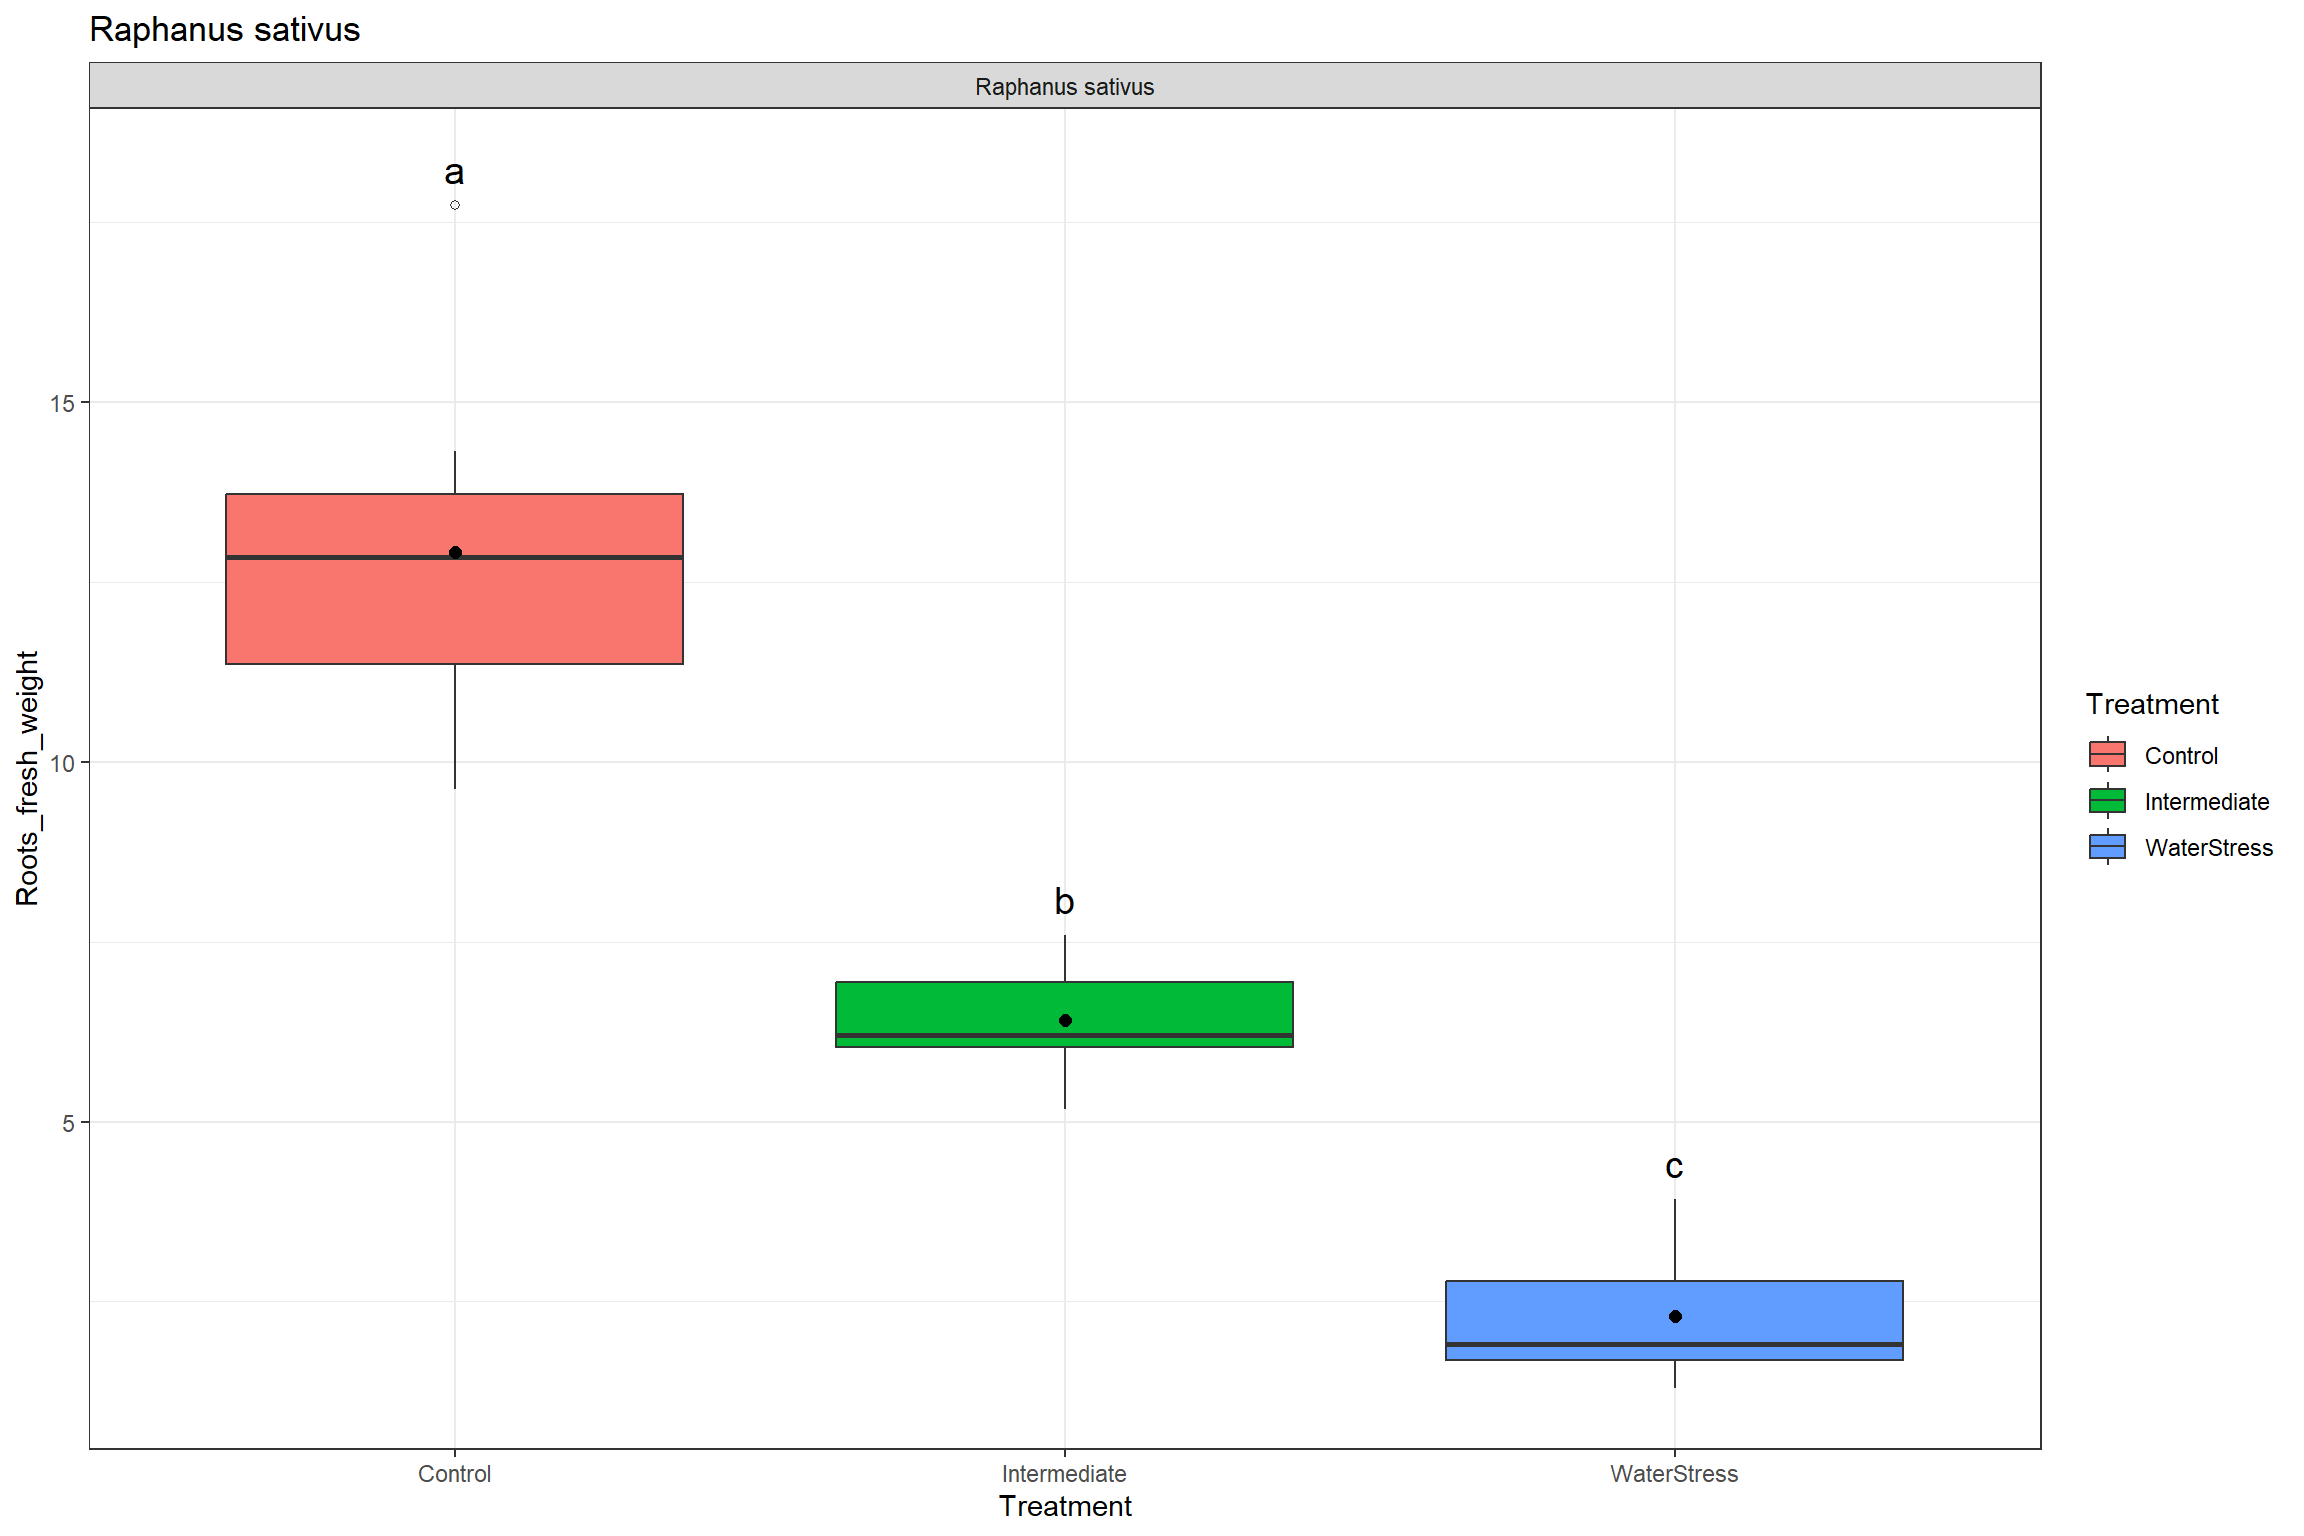 Raphanus sativus
Raphanus sativus
a
15
10
5
b
c
Roots_fresh_weight
Control
Intermediate
WaterStress
Treatment
Treatment
Control
Intermediate
WaterStress